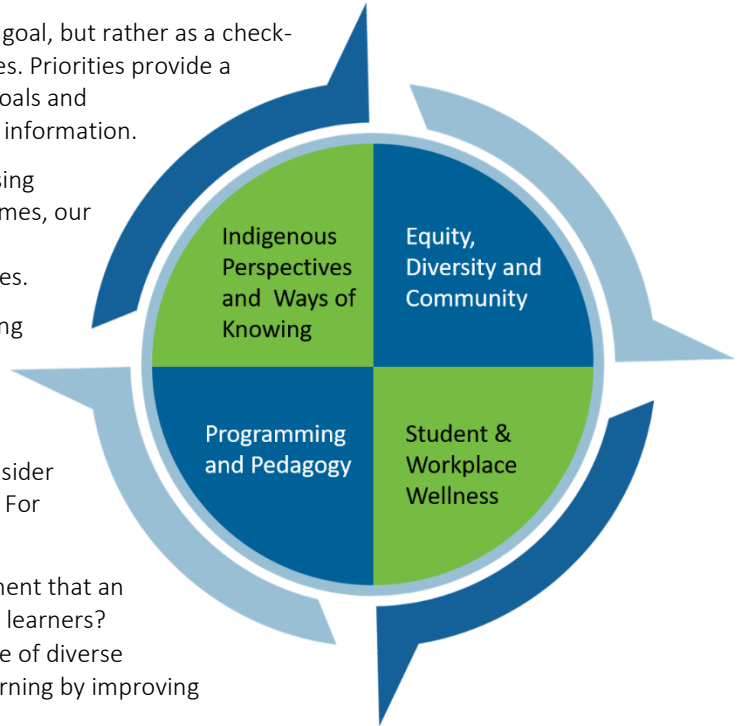 goal, but rather as a check-
es. Priorities provide a
oals and
information.
sing
mes, our
es.
ng
sider
For
ment that an
learners?
e of diverse
rning by improving
Indigenous
Perspectives
and Ways of
Knowing
Equity,
Diversity and
Community
Programming
and Pedagogy
Student &
Workplace
Wellness